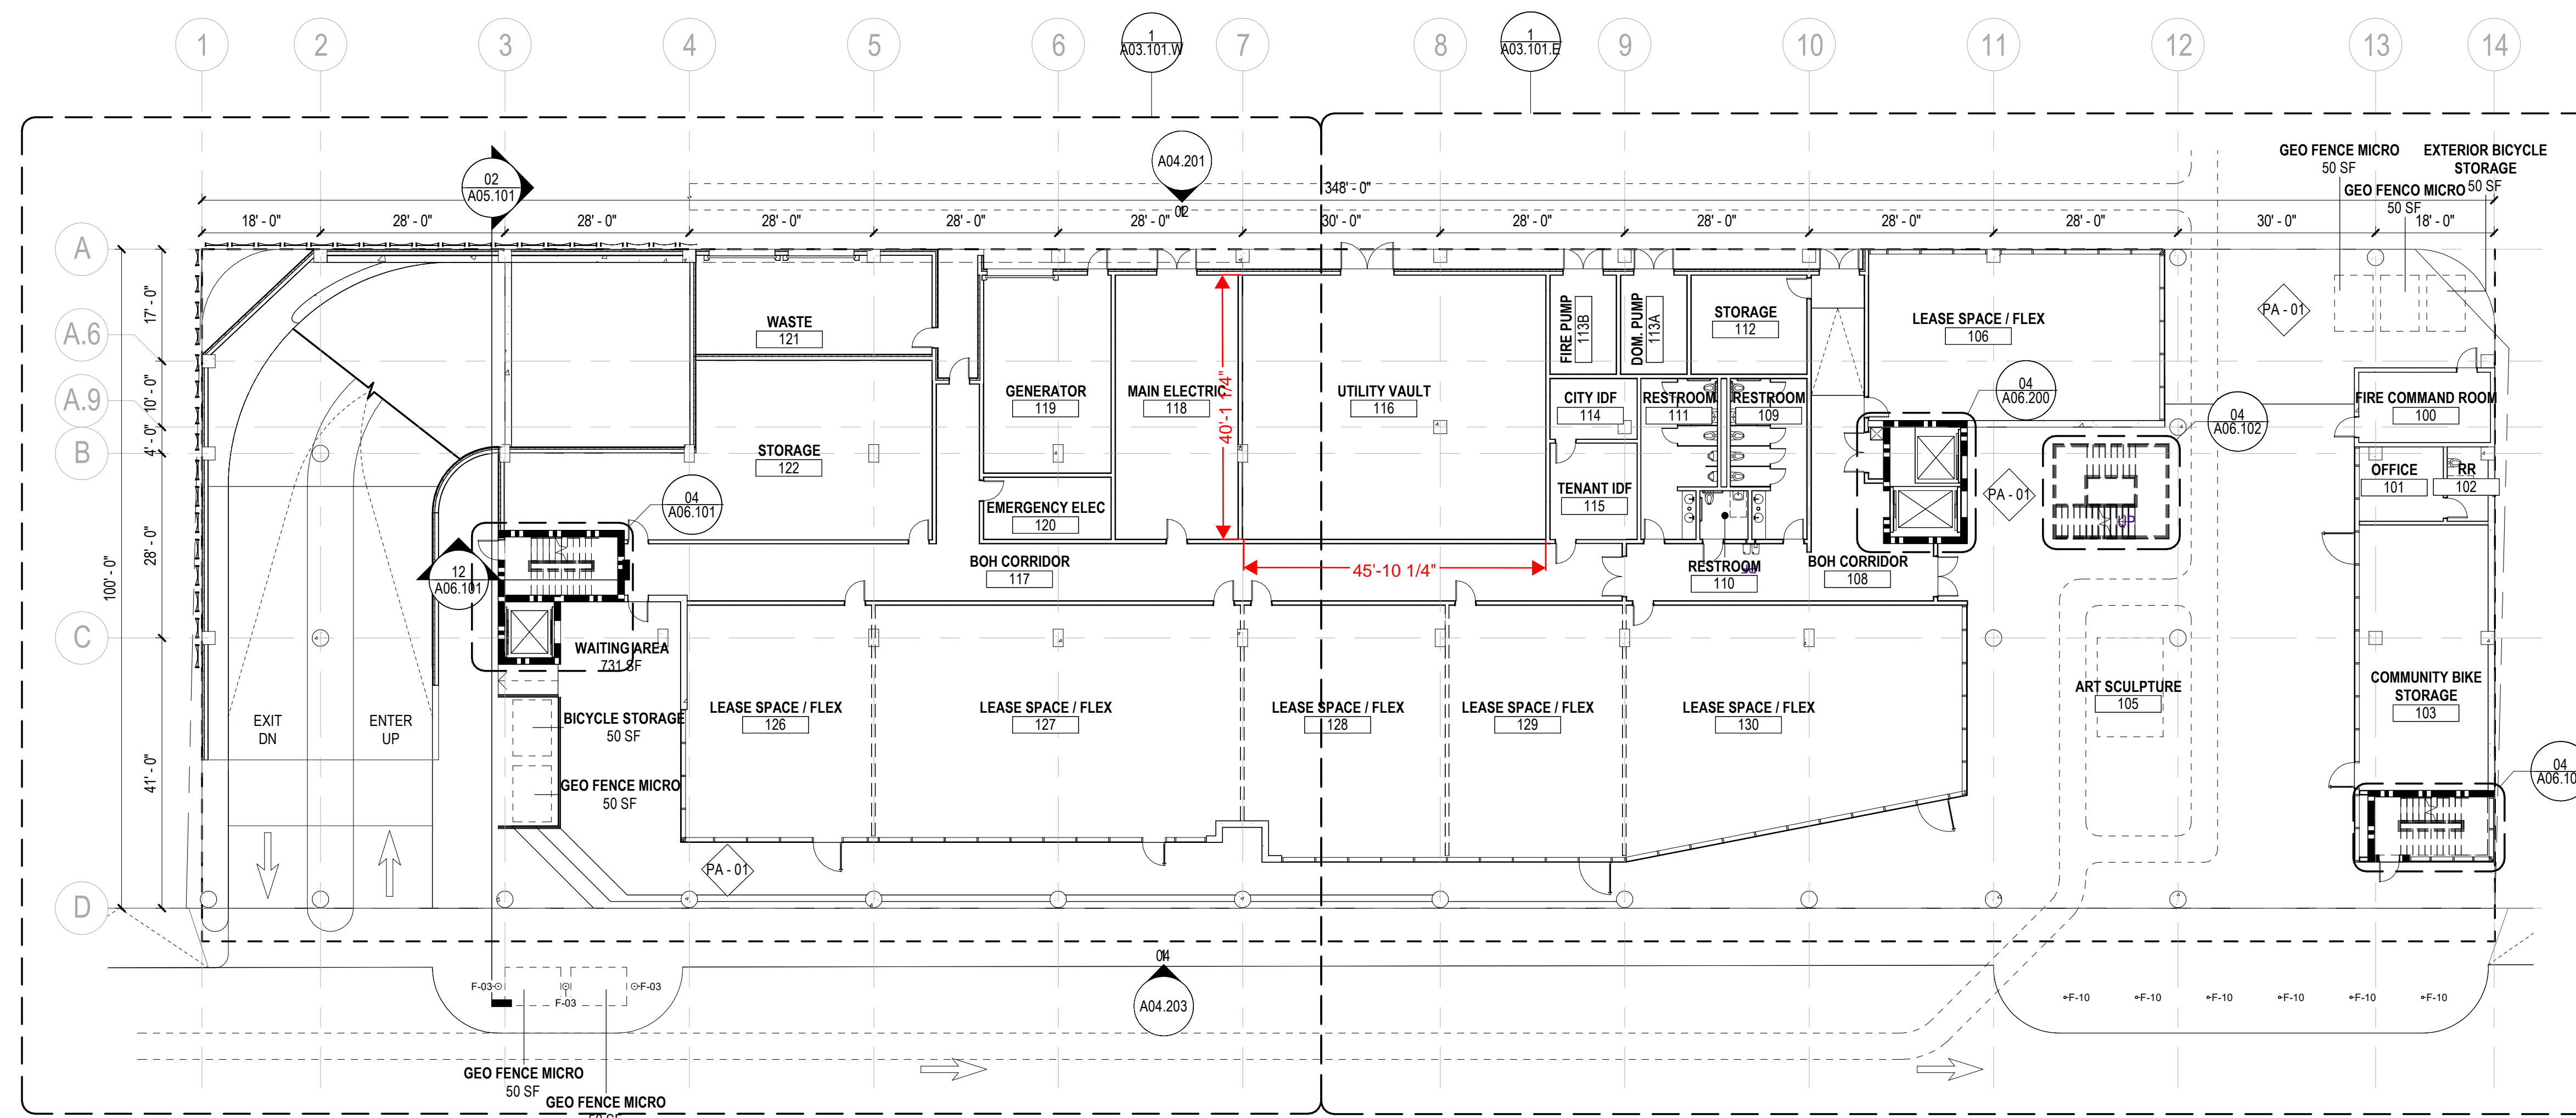 1 2 3 4 5 6 7 8 9 10 11 12 13 14
1
A03.101.W
1
A03.101.E
A04.201
02
A05.101
GEO FENCE MICRO
50 SF
EXTERIOR BICYCLE
STORAGE
50 SF
GEO FENCO MICRO
50 SF
348' - 0"
02
18' - 0" 28' - 0" 28' - 0" 28' - 0" 28' - 0" 28' - 0" 30' - 0" 28' - 0" 28' - 0" 28' - 0" 28' - 0" 30' - 0" 18' - 0"
A
A.6
A.9
B
C
D
17' - 0"
10' - 0"
4' - 0"
28' - 0"
41' - 0"
100' - 0"
WASTE
121
STORAGE
122
GENERATOR
119
EMERGENCY ELEC
120
MAIN ELECTRIC
118
40'-1 1/4"
UTILITY VAULT
116
45'-10 1/4"
FIRE PUMP
113B
DOM. PUMP
113A
STORAGE
112
CITY IDF
114
RESTROOM
111
RESTROOM
109
TENANT IDF
115
LEASE SPACE / FLEX
106
04
A06.200
04
A06.102
PA - 01
PA - 01
UP
FIRE COMMAND ROOM
100
OFFICE
101
RR
102
04
A06.101
12
A06.101
BOH CORRIDOR
117
RESTROOM
110
BOH CORRIDOR
108
WAITING AREA
731 SF
BICYCLE STORAGE
50 SF
GEO FENCE MICRO
50 SF
EXIT
DN
ENTER
UP
LEASE SPACE / FLEX
126
LEASE SPACE / FLEX
127
LEASE SPACE / FLEX
128
LEASE SPACE / FLEX
129
LEASE SPACE / FLEX
130
ART SCULPTURE
105
COMMUNITY BIKE
STORAGE
103
04
A06.10
PA - 01
A04.203
F-03 F-03 F-03
F-10 F-10 F-10 F-10 F-10 F-10
GEO FENCE MICRO
50 SF
GEO FENCE MICRO
50 SF